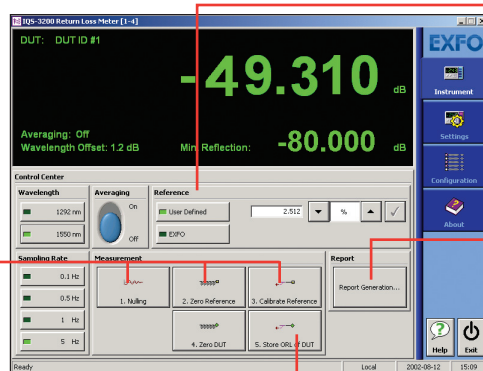 IQS-3200 Return Loss Meter [1-4]
DUT: DUT ID #1
-49.310 dB
Averaging: Off
Wavelength Offset: 1.2 dB
Min. Reflection: -80.000 dB
EXFO
Instrument
Settings
Configuration
About
Help Exit
Control Center
Wavelength
1292 nm
1550 nm
Averaging
On
Off
Reference
User Defined
2.512
%
EXFO
Sampling Rate
0.1 Hz
0.5 Hz
1 Hz
5 Hz
Measurement
1. Nulling
2. Zero Reference
3. Calibrate Reference
4. Zero DUT
5. Store ORL of DUT
Report
Report Generation...
Ready
Local
2002-08-12
15:09